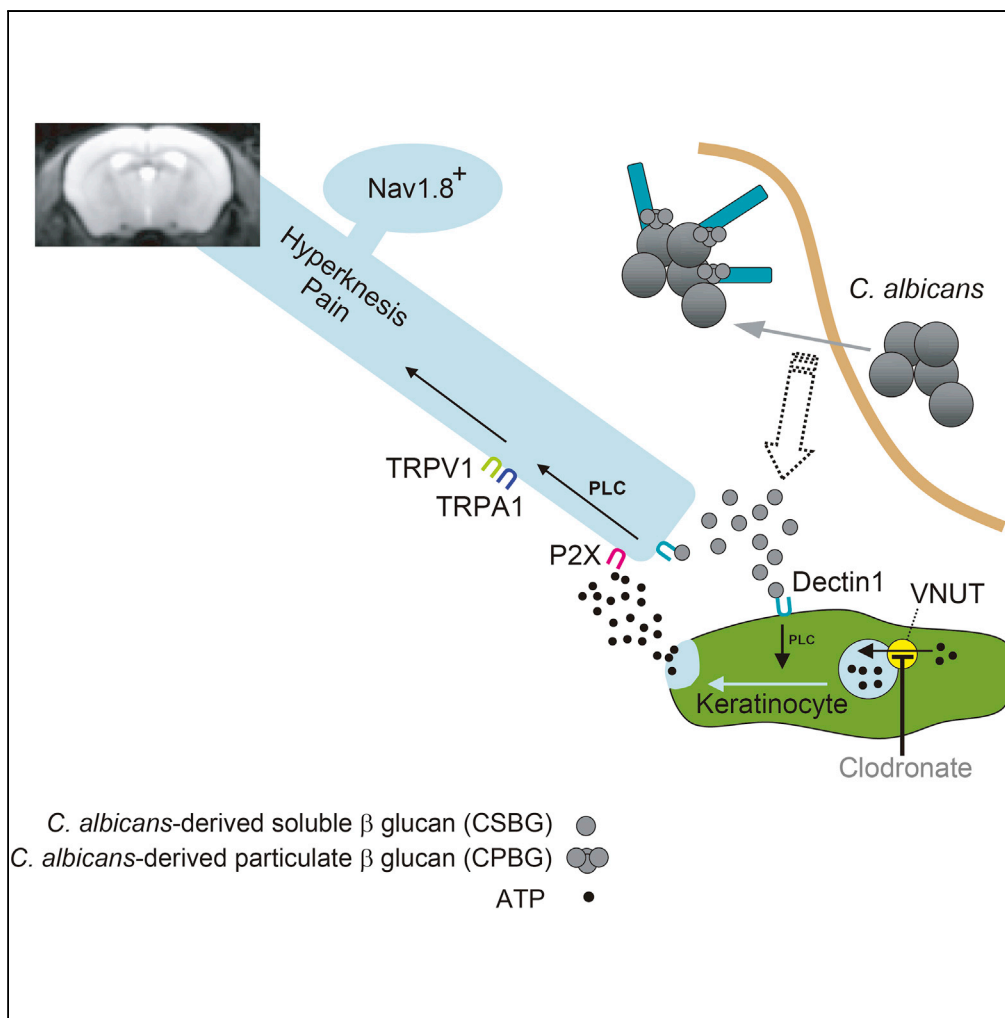 Nav1.8+
Hyperknesis
Pain
C. albicans
TRPV1
TRPA1
PLC
P2X
Dectin1
VNUT
PLC
Keratinocyte
Clodronate
C. albicans-derived soluble β glucan (CSBG)
C. albicans-derived particulate β glucan (CPBG)
ATP